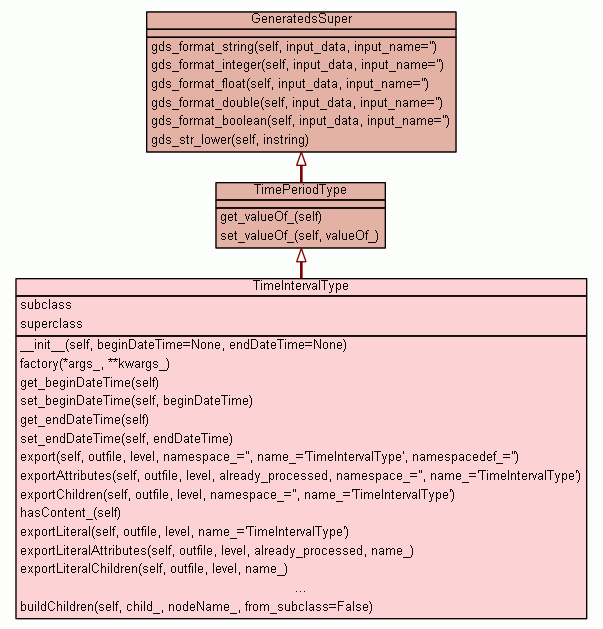 GeneratedsSuper
gds_format_string(self, input_data, input_name='')
gds_format_integer(self, input_data, input_name='')
gds_format_float(self, input_data, input_name='')
gds_format_double(self, input_data, input_name='')
gds_format_boolean(self, input_data, input_name='')
gds_str_lower(self, instring)
TimePeriodType
get_valueOf_(self)
set_valueOf_(self, valueOf_)
TimeIntervalType
subclass
superclass
__init__(self, beginDateTime=None, endDateTime=None)
factory(*args_, **kwargs_)
get_beginDateTime(self)
set_beginDateTime(self, beginDateTime)
get_endDateTime(self)
set_endDateTime(self, endDateTime)
export(self, outfile, level, namespace_='', name_='TimeIntervalType', namespacedef_='')
exportAttributes(self, outfile, level, already_processed, namespace_='', name_='TimeIntervalType')
exportChildren(self, outfile, level, namespace_='', name_='TimeIntervalType')
hasContent_(self)
exportLiteral(self, outfile, level, name_='TimeIntervalType')
exportLiteralAttributes(self, outfile, level, already_processed, name_)
exportLiteralChildren(self, outfile, level, name_)
...
buildChildren(self, child_, nodeName_, from_subclass=False)